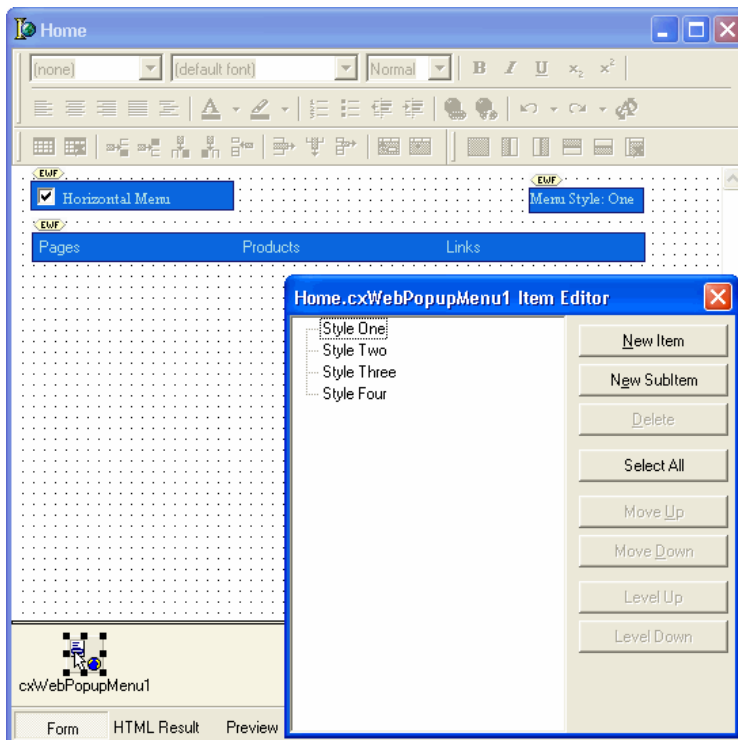 Home
(none) (default font) Normal B I U x₂ x²
A
EWF EWF
Horizontal Menu Menu Style: One
EWF
Pages Products Links
Home.cxWebPopupMenu1 Item Editor
Style One
Style Two
Style Three
Style Four
New Item
New SubItem
Delete
Select All
Move Up
Move Down
Level Up
Level Down
cxWebPopupMenu1
Form HTML Result Preview